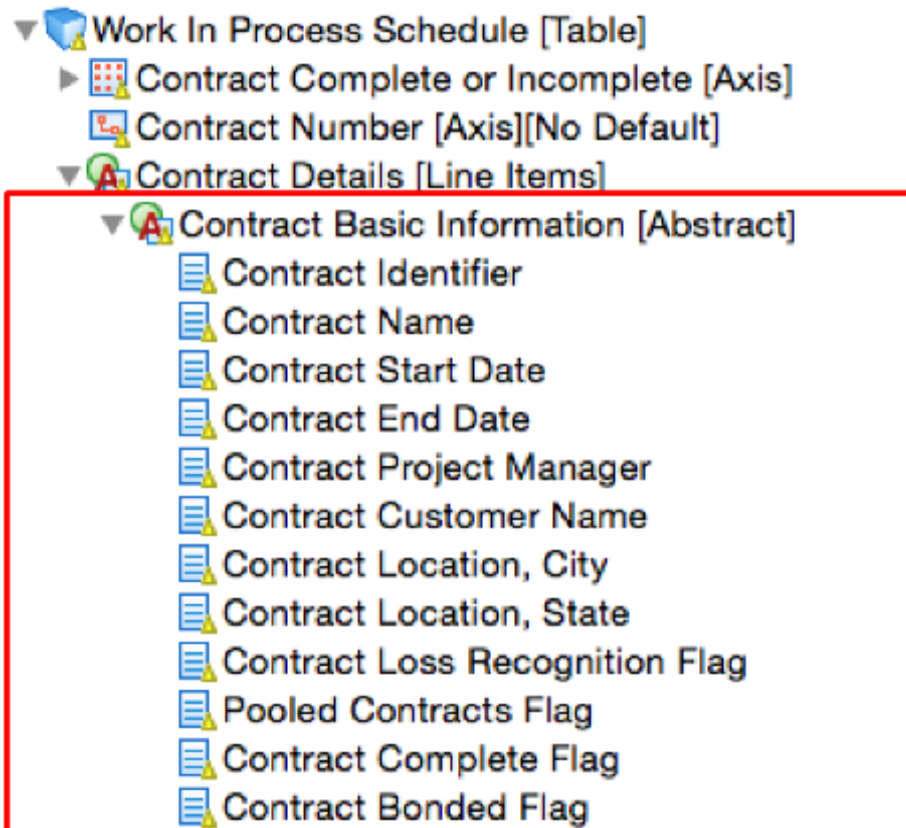 Work In Process Schedule [Table]
Contract Complete or Incomplete [Axis]
Contract Number [Axis][No Default]
Contract Details [Line Items]
Contract Basic Information [Abstract]
Contract Identifier
Contract Name
Contract Start Date
Contract End Date
Contract Project Manager
Contract Customer Name
Contract Location, City
Contract Location, State
Contract Loss Recognition Flag
Pooled Contracts Flag
Contract Complete Flag
Contract Bonded Flag